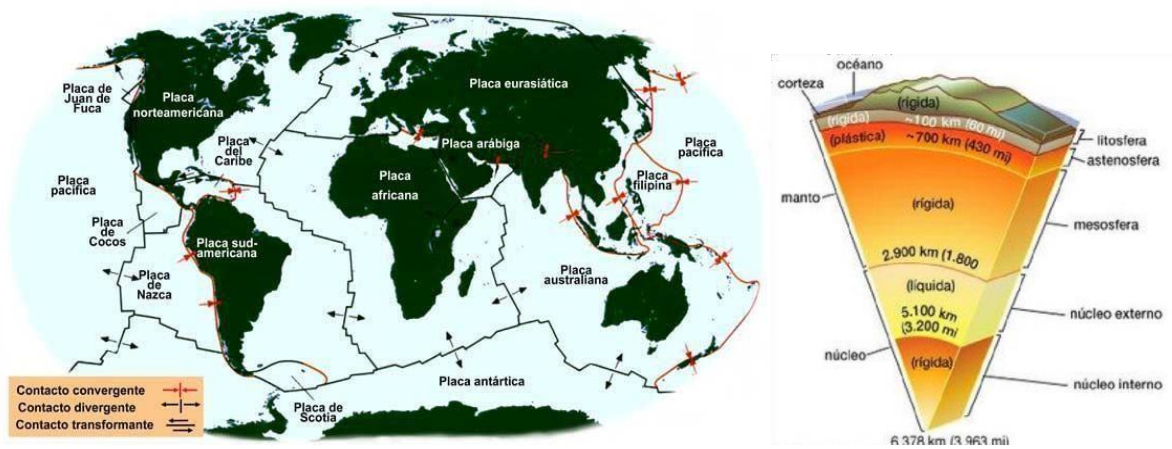 Placa
de Juan de
Fuca
Placa
norteamericana
Placa eurasiática
Placa
del
Caribe
Placa arábiga
Placa
pacífica
Placa
filipina
Placa
africana
Placa
pacífica
Placa
de
Cocos
Placa sud-
americana
Placa
de
Nazca
Placa
australiana
Placa antártica
Placa de
Scotia
Contacto convergente
Contacto divergente
Contacto transformante
océano
corteza
(rígida)
(rígida) ~100 km (60 mi)
(plástica) ~700 km (430 mi)
litosfera
astenosfera
manto
(rígida)
mesosfera
2.900 km (1.800
(líquida)
5.100 km
(3.200 mi
núcleo externo
núcleo
(rígida)
núcleo interno
6.378 km (3.963 mi)